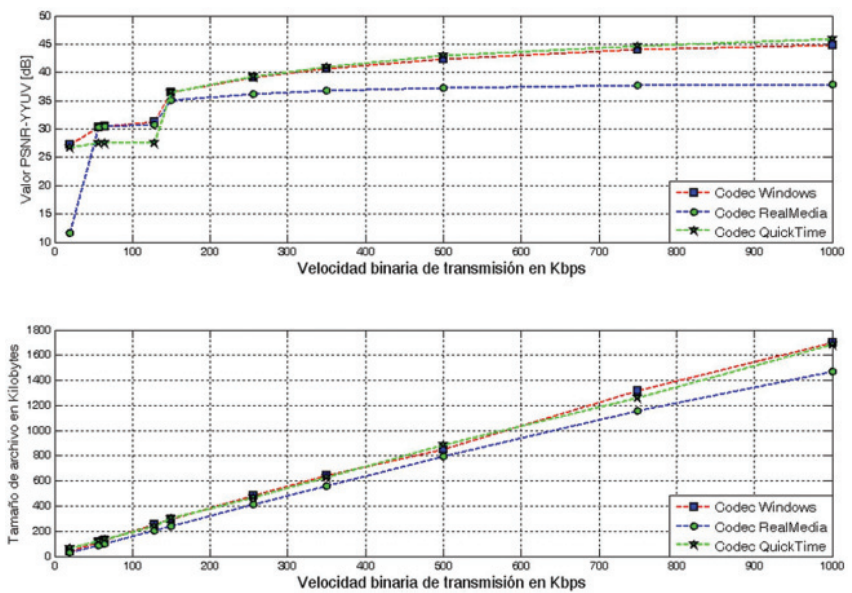 Valor PSNR-YYUV [dB]
50
45
40
35
30
25
20
15
10
0 100 200 300 400 500 600 700 800 900 1000
Codec Windows
Codec RealMedia
Codec QuickTime
Velocidad binaria de transmisión en Kbps
Tamaño de archivo en Kilobytes
1800
1600
1400
1200
1000
800
600
400
200
0
0 100 200 300 400 500 600 700 800 900 1000
Codec Windows
Codec RealMedia
Codec QuickTime
Velocidad binaria de transmisión en Kbps